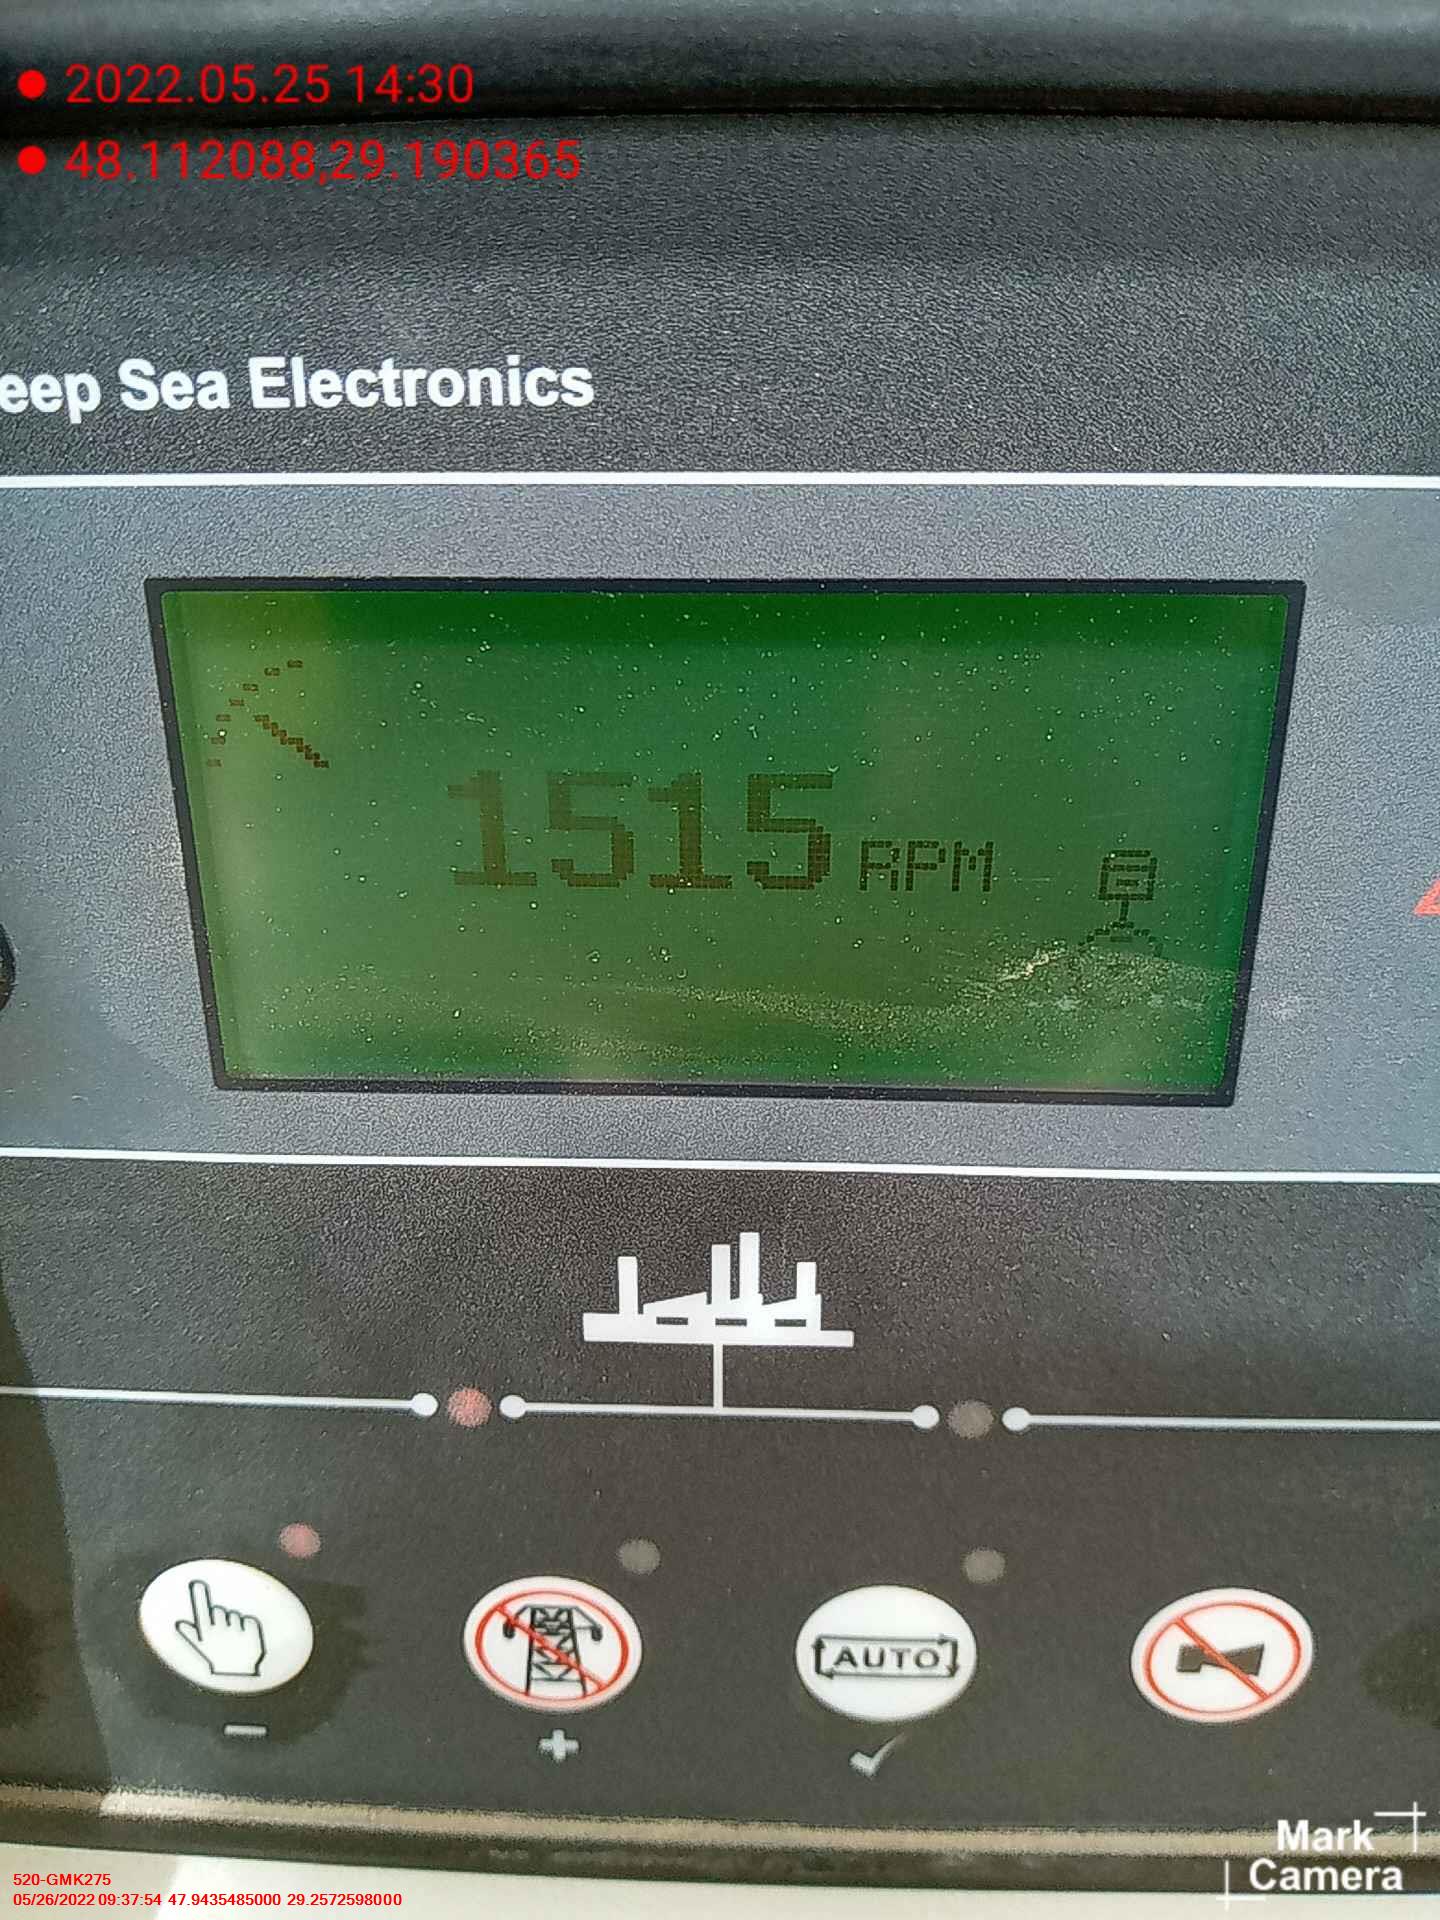 2022.05.25 14:30
48.112088,29.190365
eep Sea Electronics
1515 RPM
AUTO
Mark
Camera
520-GMK275
05/26/2022 09:37:54 47.9435485000 29.2572598000